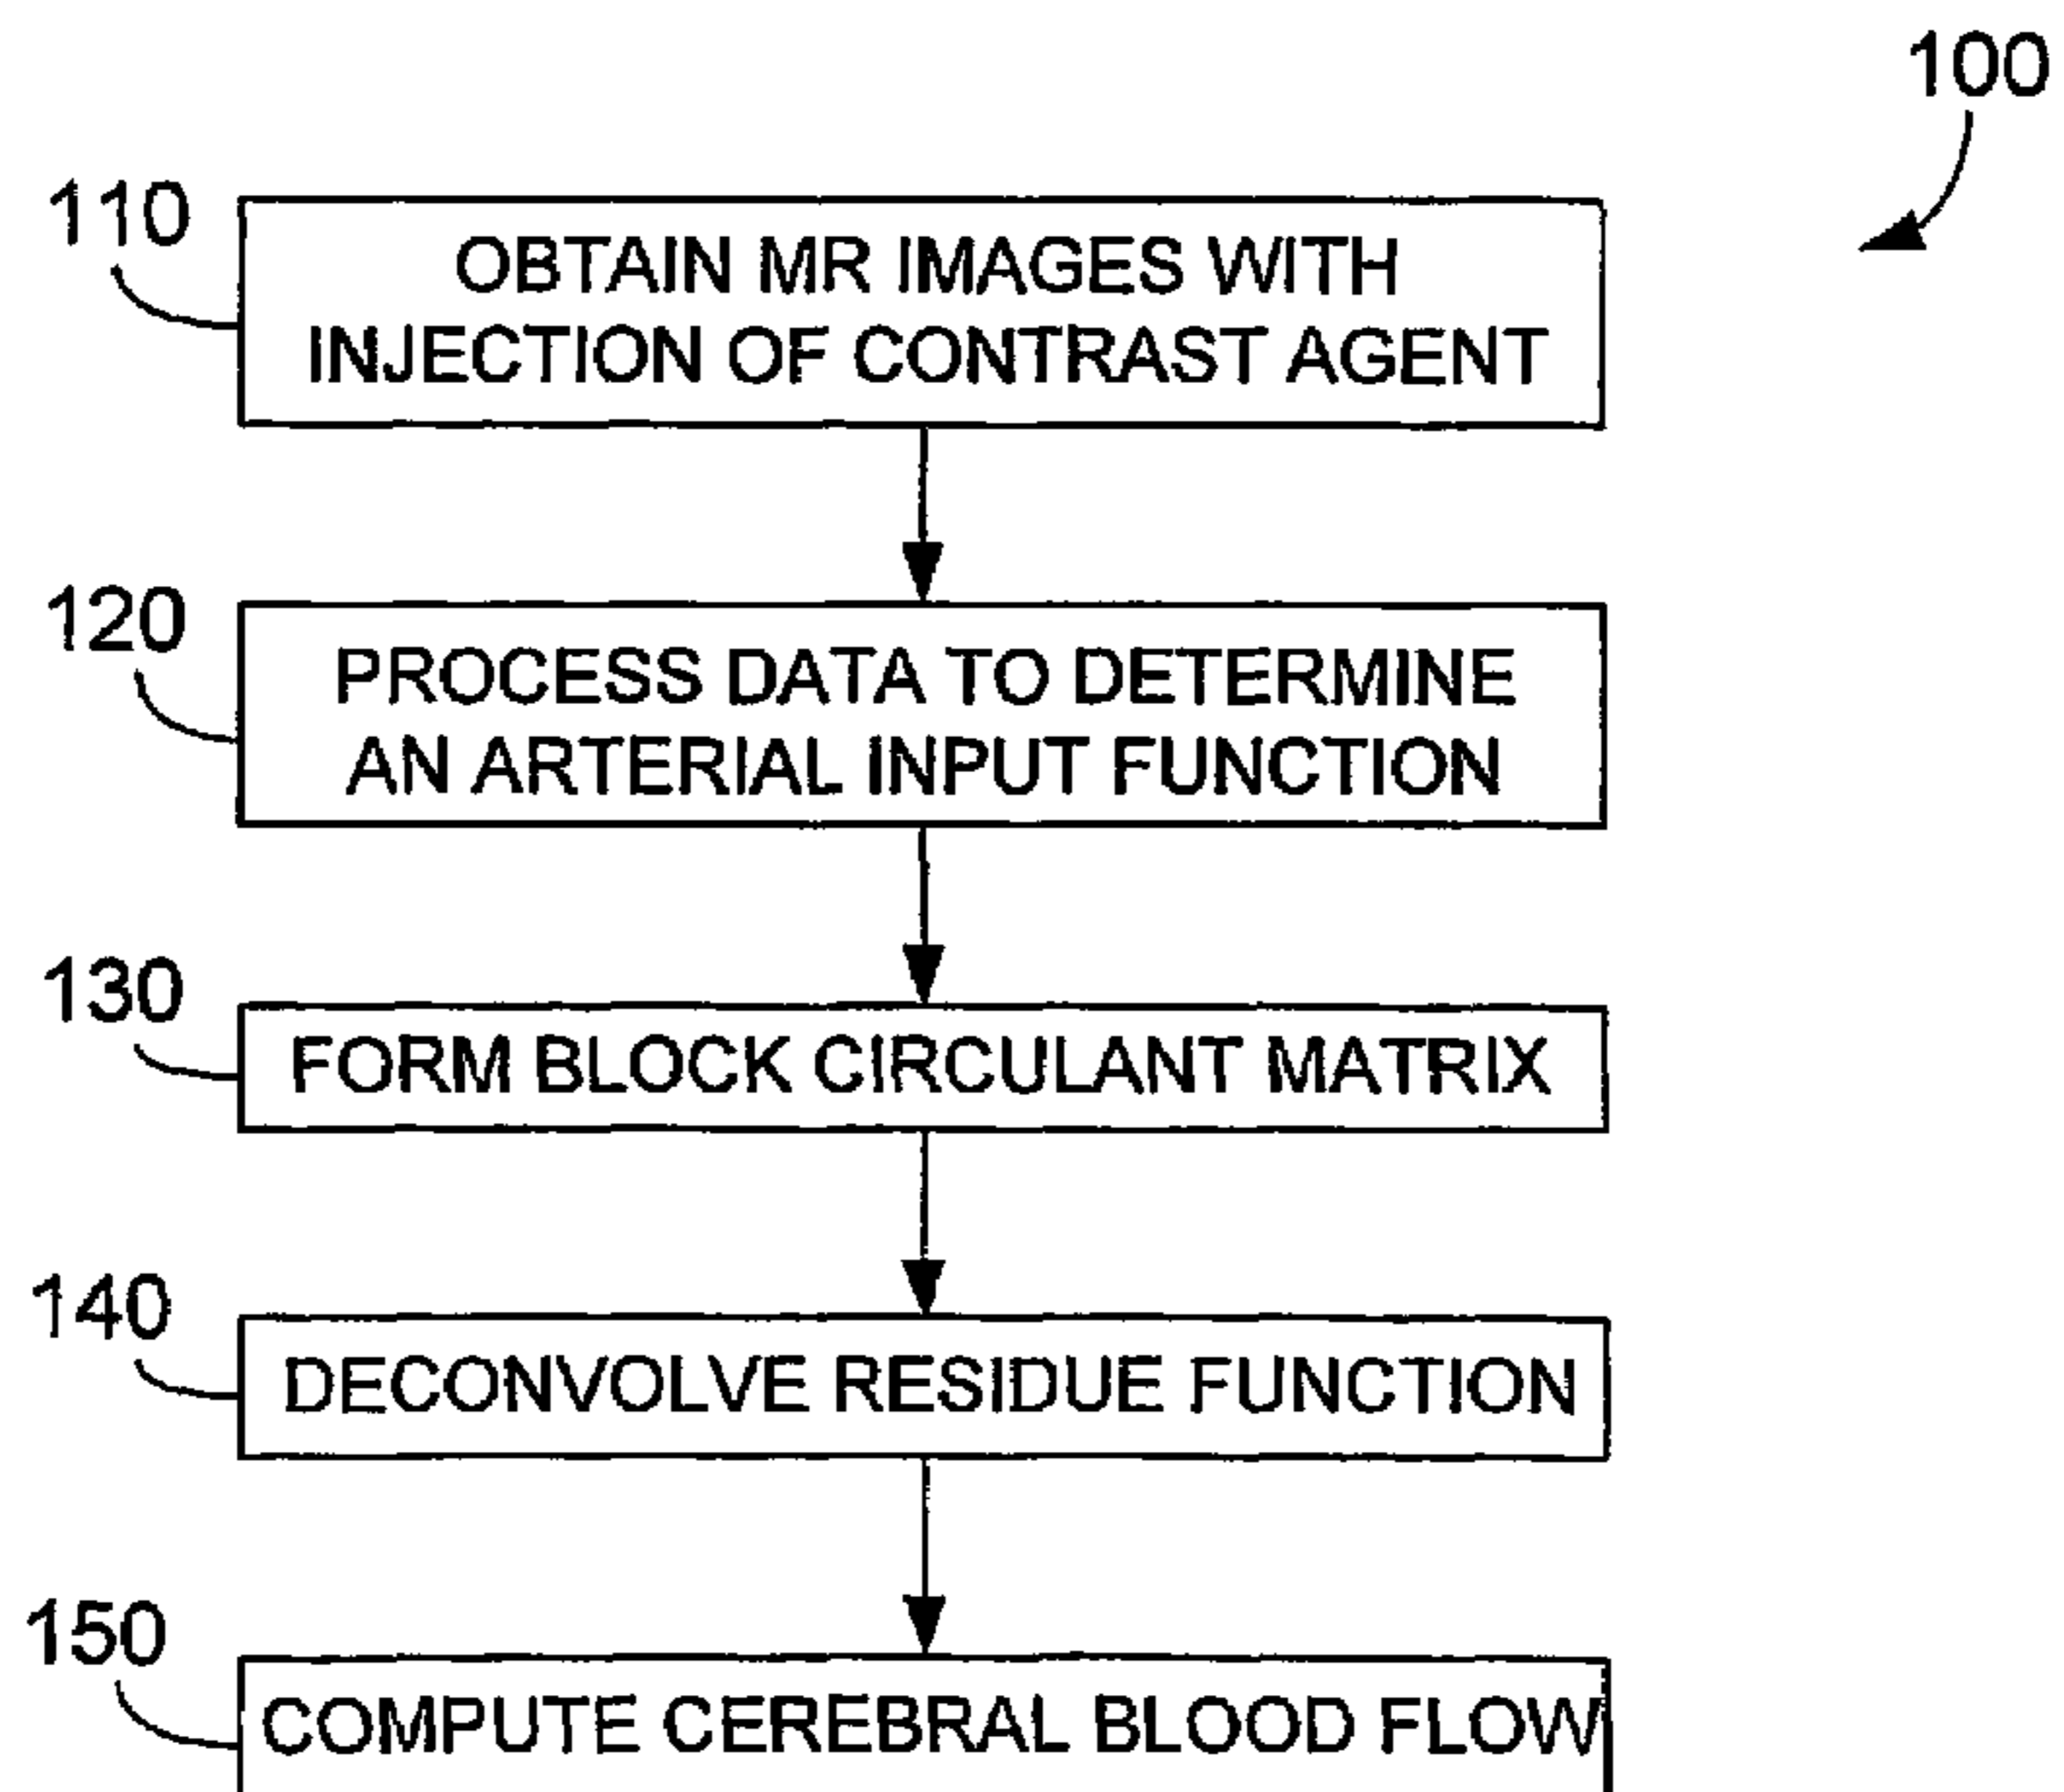 100
110
OBTAIN MR IMAGES WITH
INJECTION OF CONTRAST AGENT
120
PROCESS DATA TO DETERMINE
AN ARTERIAL INPUT FUNCTION
130
FORM BLOCK CIRCULANT MATRIX
140
DECONVOLVE RESIDUE FUNCTION
150
COMPUTE CEREBRAL BLOOD FLOW